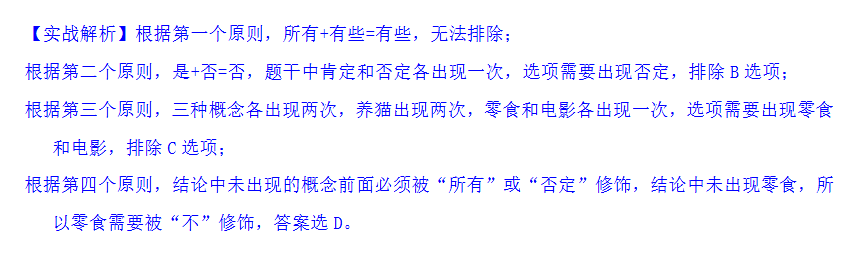 【实战解析】根据第一个原则，所有+有些=有些，无法排除；
根据第二个原则，是+否=否，题干中肯定和否定各出现一次，选项需要出现否定，排除 B 选项；
根据第三个原则，三种概念各出现两次，养猫出现两次，零食和电影各出现一次，选项需要出现零食
和电影，排除 C 选项；
根据第四个原则，结论中未出现的概念前面必须被“所有”或“否定”修饰，结论中未出现零食，所
以零食需要被“不”修饰，答案选 D。